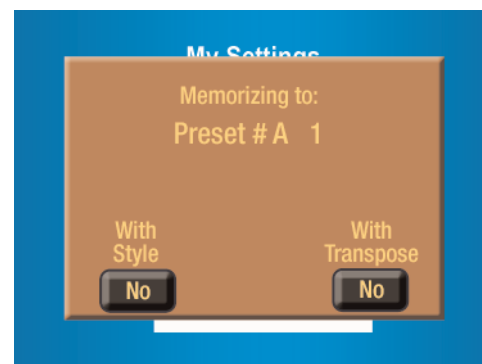 My Settings
Memorizing to:
Preset # A 1
With Style
With Transpose
No
No